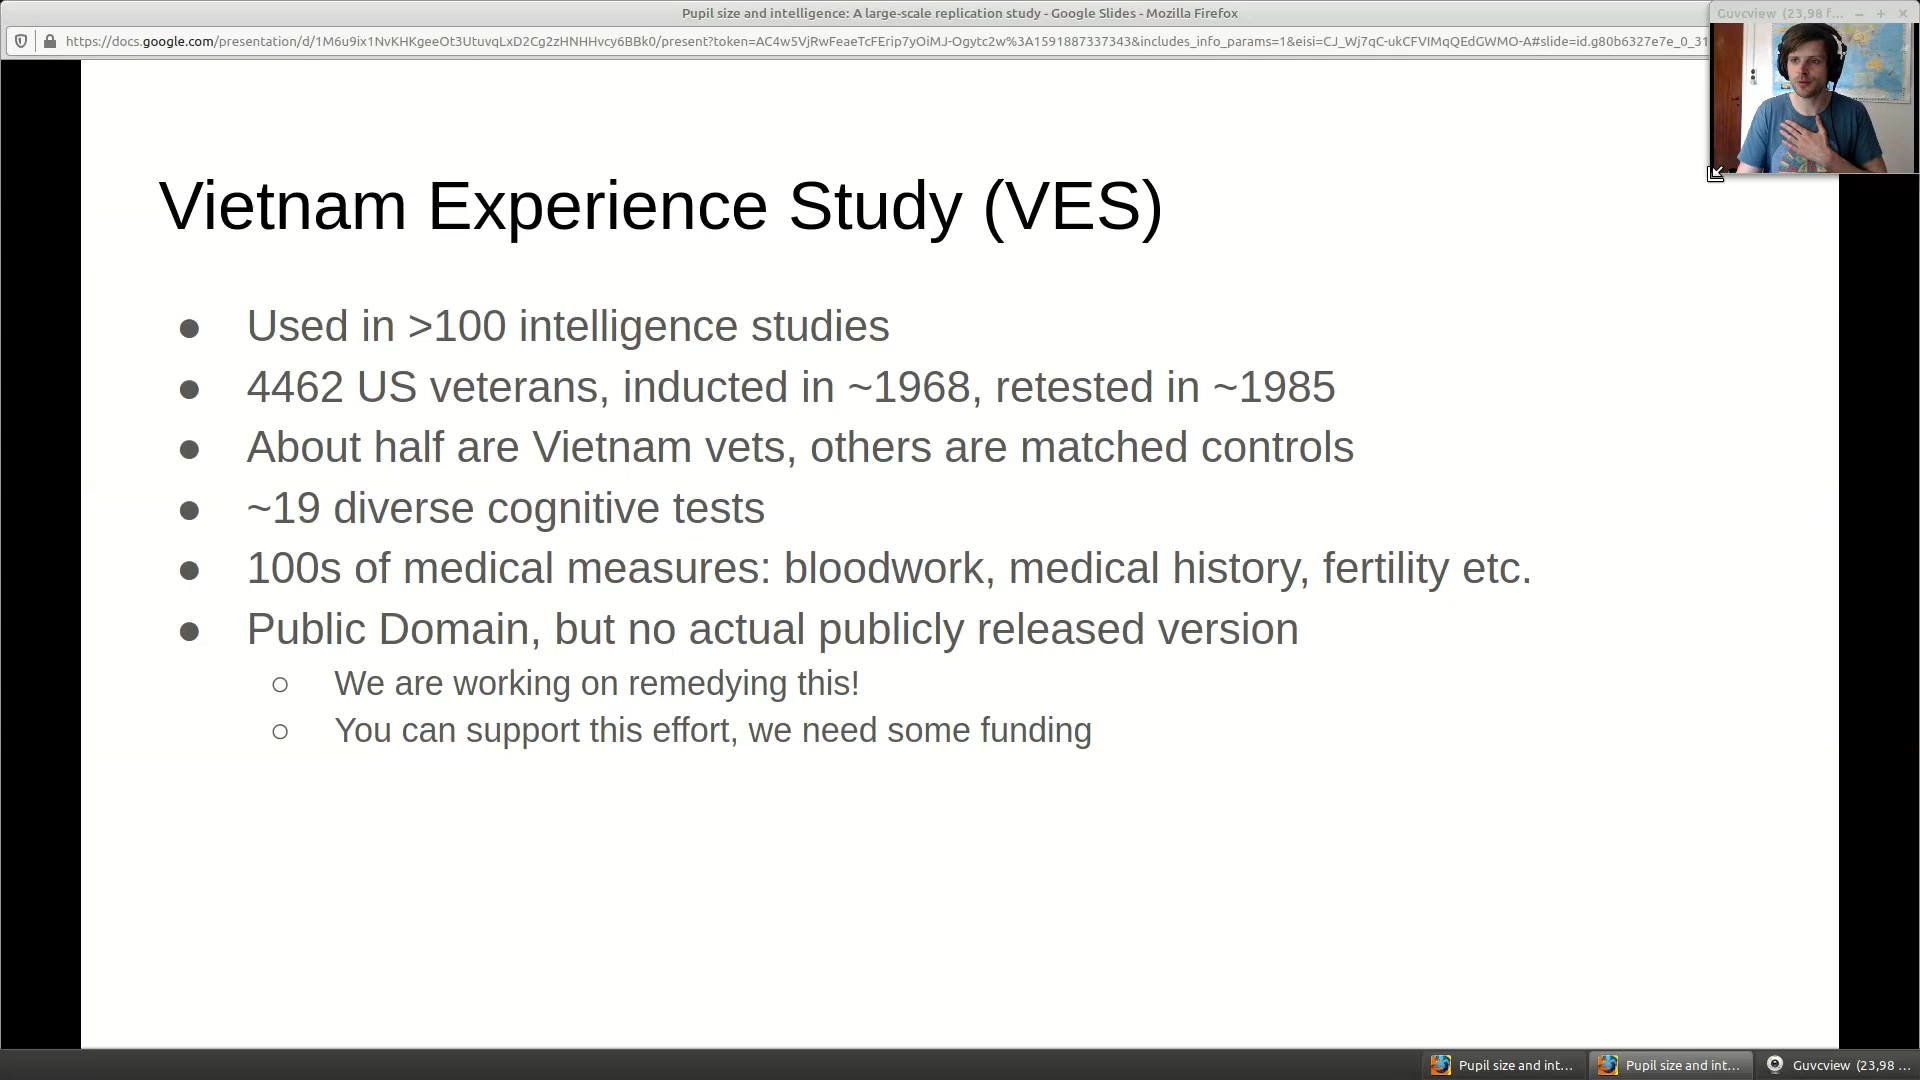 Pupil size and intelligence: A large-scale replication study - Google Slides - Mozilla Firefox
Guvcview (23,98 f...
https://docs.google.com/presentation/d/1M6u9ix1NvKHKgeeOt3UtuvqLxD2Cg2zHNHHvcy6BBk0/present?token=AC4w5VjRwFeaeTcFErip7yOiMJ-Ogytc2w%3A1591887337343&includes_info_params=1&eisi=CJ_Wj7qC-ukCFVIMqQEdGWMO-A#slide=id.g80b6327e7e_0_31
Vietnam Experience Study (VES)
● Used in >100 intelligence studies
● 4462 US veterans, inducted in ~1968, retested in ~1985
● About half are Vietnam vets, others are matched controls
● ~19 diverse cognitive tests
● 100s of medical measures: bloodwork, medical history, fertility etc.
● Public Domain, but no actual publicly released version
○ We are working on remedying this!
○ You can support this effort, we need some funding
Pupil size and int...
Pupil size and int...
Guvcview (23,98 ...